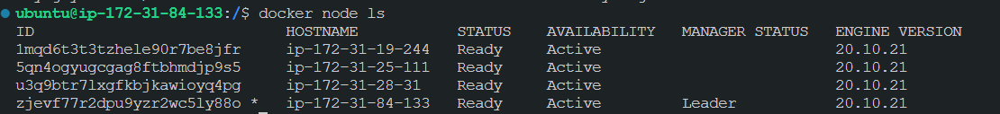 ubuntu@ip-172-31-84-133:/$ docker node ls
ID HOSTNAME STATUS AVAILABILITY MANAGER STATUS ENGINE VERSION
1mqd6t3t3tzhele90r7be8jfr ip-172-31-19-244 Ready Active 20.10.21
5qn4ogyugcgag8ftbhmdjp9s5 ip-172-31-25-111 Ready Active 20.10.21
u3q9btr7lxgfkbjkawioyq4pg ip-172-31-28-31 Ready Active 20.10.21
zjevf77r2dpu9yzr2wc5ly88o * ip-172-31-84-133 Ready Active Leader 20.10.21